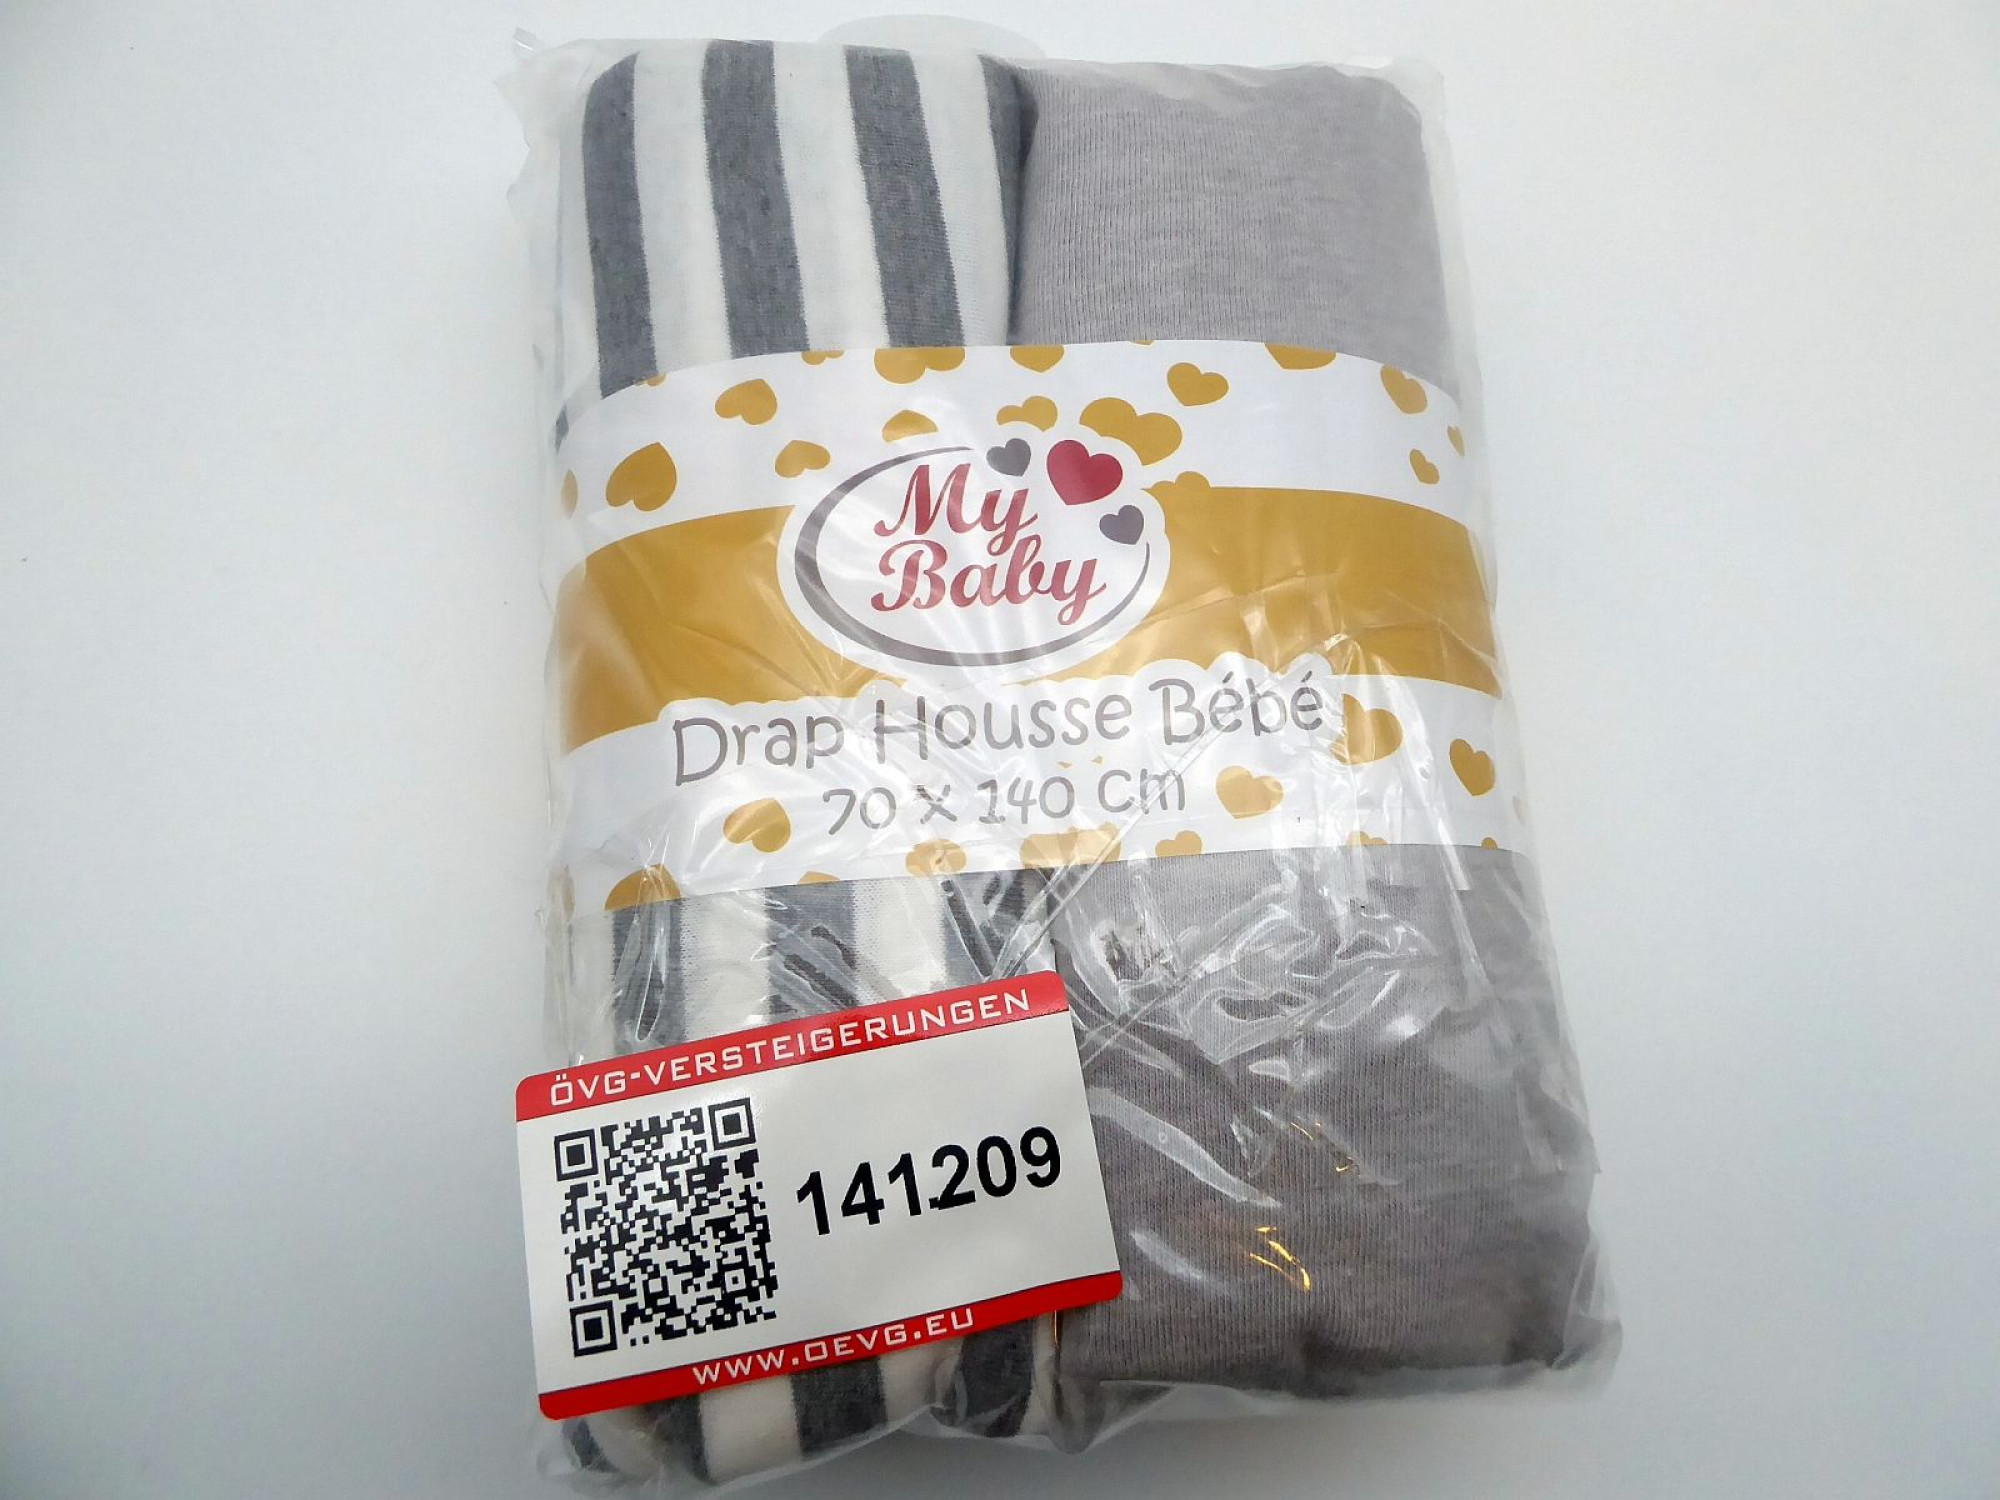 My
Baby
Drap Housse Bébé
70 x 140 cm
ÖVG-VERSTEIGERUNGEN
141209
WWW.OEVG.EU